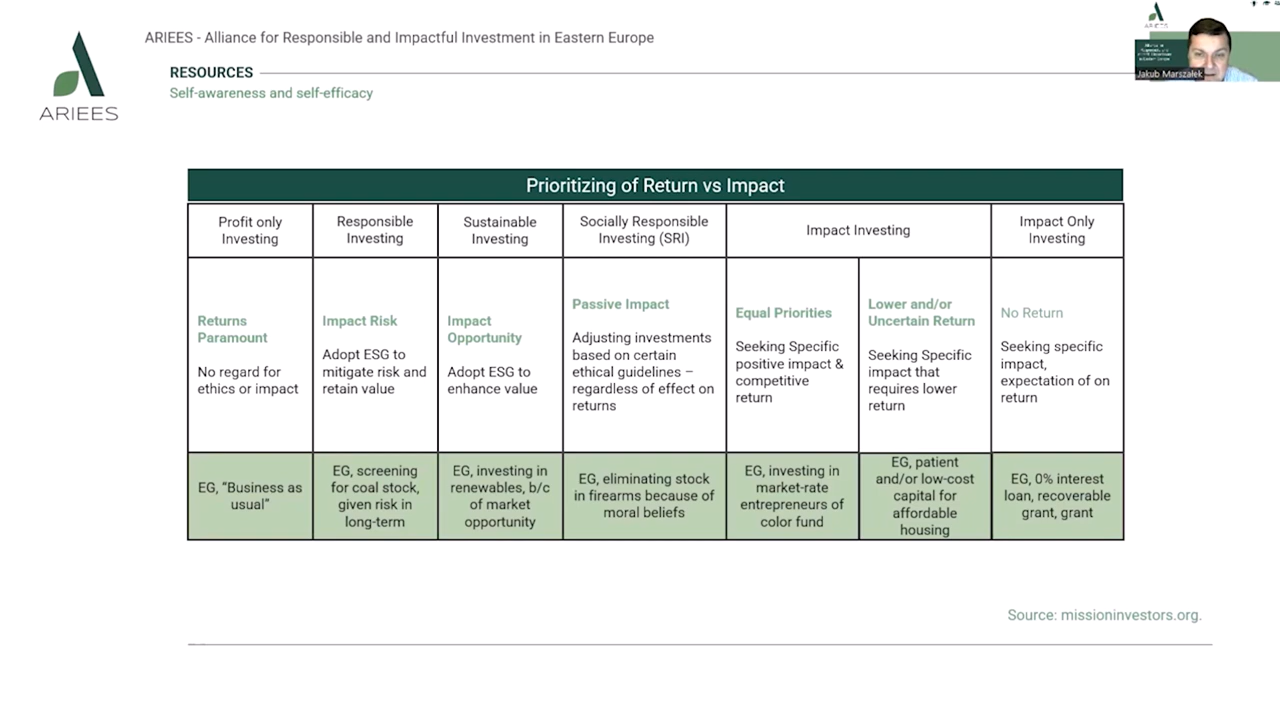 ARIEES - Alliance for Responsible and Impactful Investment in Eastern Europe
RESOURCES
Self-awareness and self-efficacy
ARIEES
Jakub Marszałek
Prioritizing of Return vs Impact
Profit only
Investing
Responsible
Investing
Sustainable
Investing
Socially Responsible
Investing (SRI)
Impact Investing
Impact Only
Investing
Returns
Paramount
No regard for
ethics or impact
Impact Risk
Adopt ESG to
mitigate risk and
retain value
Impact
Opportunity
Adopt ESG to
enhance value
Passive Impact
Adjusting investments
based on certain
ethical guidelines –
regardless of effect on
returns
Equal Priorities
Seeking Specific
positive impact &
competitive
return
Lower and/or
Uncertain Return
Seeking Specific
impact that
requires lower
return
No Return
Seeking specific
impact,
expectation of on
return
EG, “Business as
usual”
EG, screening
for coal stock,
given risk in
long-term
EG, investing in
renewables, b/c
of market
opportunity
EG, eliminating stock
in firearms because of
moral beliefs
EG, investing in
market-rate
entrepreneurs of
color fund
EG, patient
and/or low-cost
capital for
affordable
housing
EG, 0% interest
loan, recoverable
grant, grant
Source: missioninvestors.org.